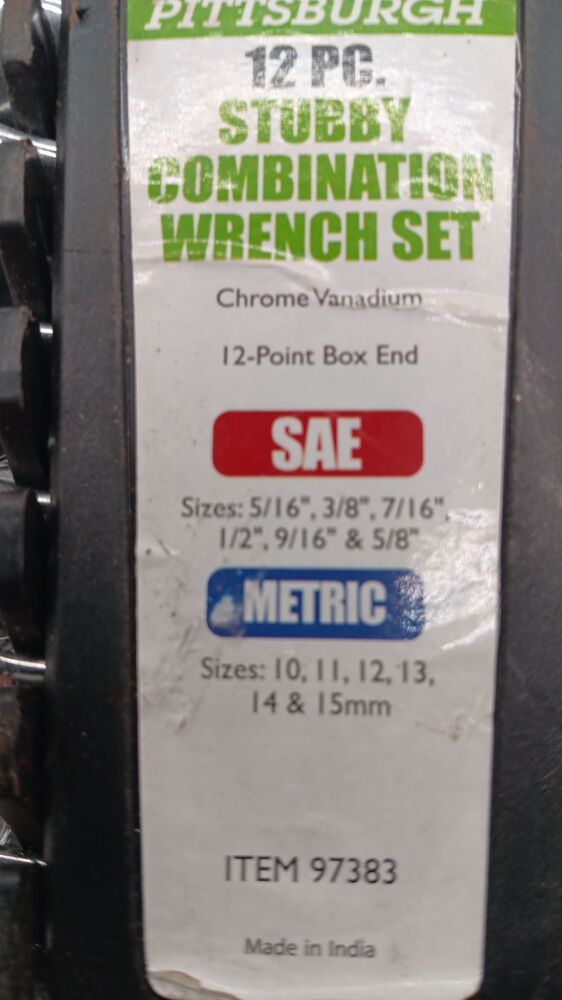 PITTSBURGH
12 PC.
STUBBY
COMBINATION
WRENCH SET
Chrome Vanadium
12-Point Box End
SAE
Sizes: 5/16", 3/8", 7/16",
1/2", 9/16" & 5/8"
METRIC
Sizes: 10, 11, 12, 13,
14 & 15mm
ITEM 97383
Made in India